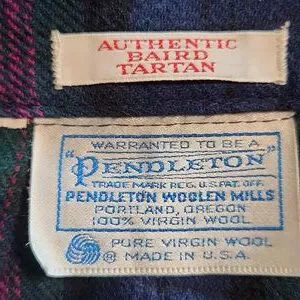 AUTHENTIC
BAIRD
TARTAN
WARRANTED TO BE A
"PENDLETON"
TRADE MARK REG. U.S. PAT. OFF.
PENDLETON WOOLEN MILLS
PORTLAND, OREGON
100% VIRGIN WOOL
® PURE VIRGIN WOOL
MADE IN U.S.A.